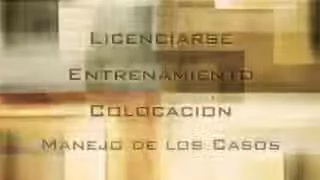 Licenciarse
Entrenamiento
Colocacion
Manejo de los Casos